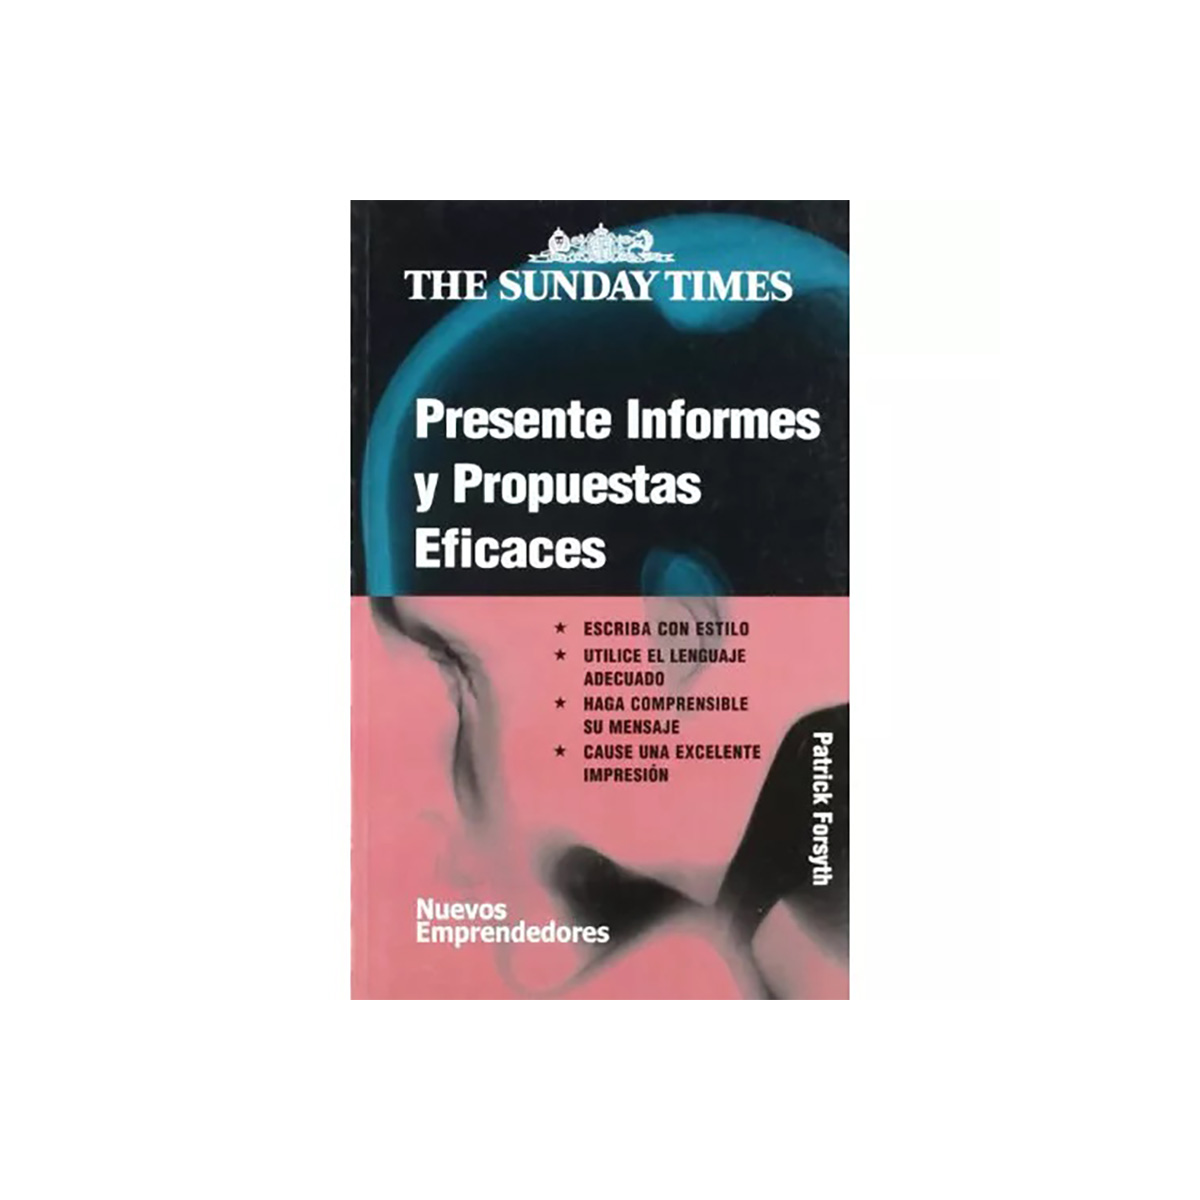 THE SUNDAY TIMES
Presente Informes
y Propuestas
Eficaces
★ ESCRIBA CON ESTILO
★ UTILICE EL LENGUAJE
ADECUADO
★ HAGA COMPRENSIBLE
SU MENSAJE
★ CAUSE UNA EXCELENTE
IMPRESIÓN
Patrick Forsyth
Nuevos
Emprendedores